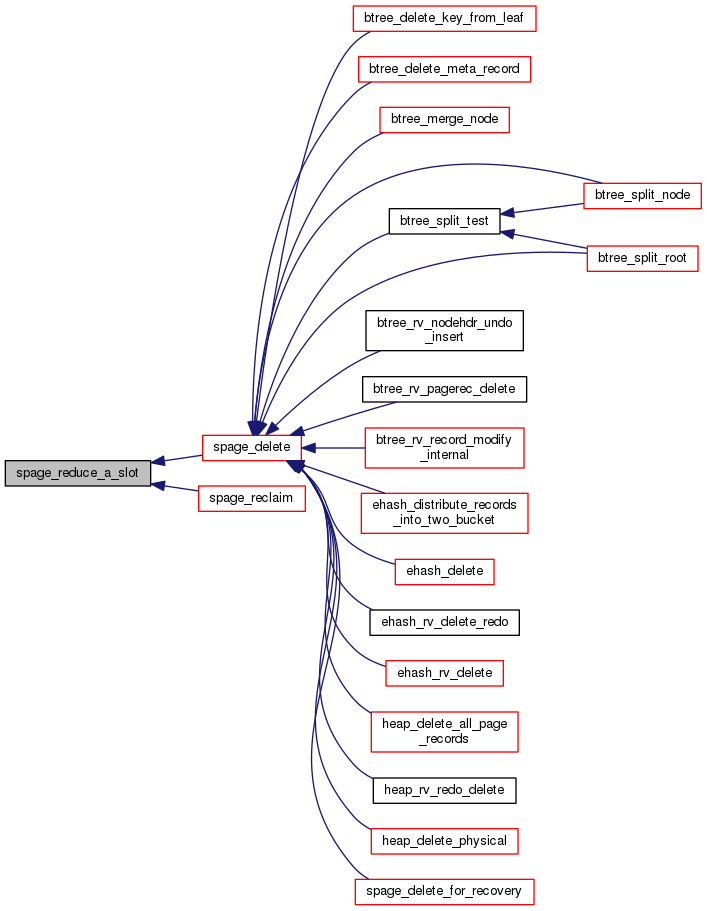 btree_delete_key_from_leaf
btree_delete_meta_record
btree_merge_node
btree_split_node
btree_split_test
btree_split_root
btree_rv_nodehdr_undo
_insert
btree_rv_pagerec_delete
btree_rv_record_modify
_internal
spage_delete
spage_reduce_a_slot
spage_reclaim
ehash_distribute_records
_into_two_bucket
ehash_delete
ehash_rv_delete_redo
ehash_rv_delete
heap_delete_all_page
_records
heap_rv_redo_delete
heap_delete_physical
spage_delete_for_recovery